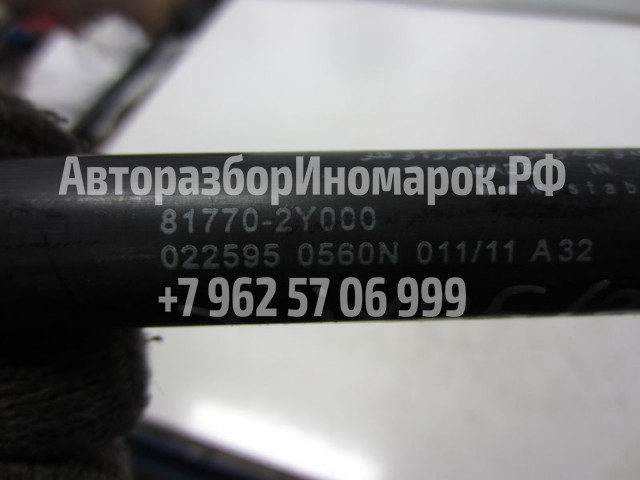 АвторазборИномарок.РФ
81770-2Y000
022595 0560N 011/11 A32
+7 962 57 06 999